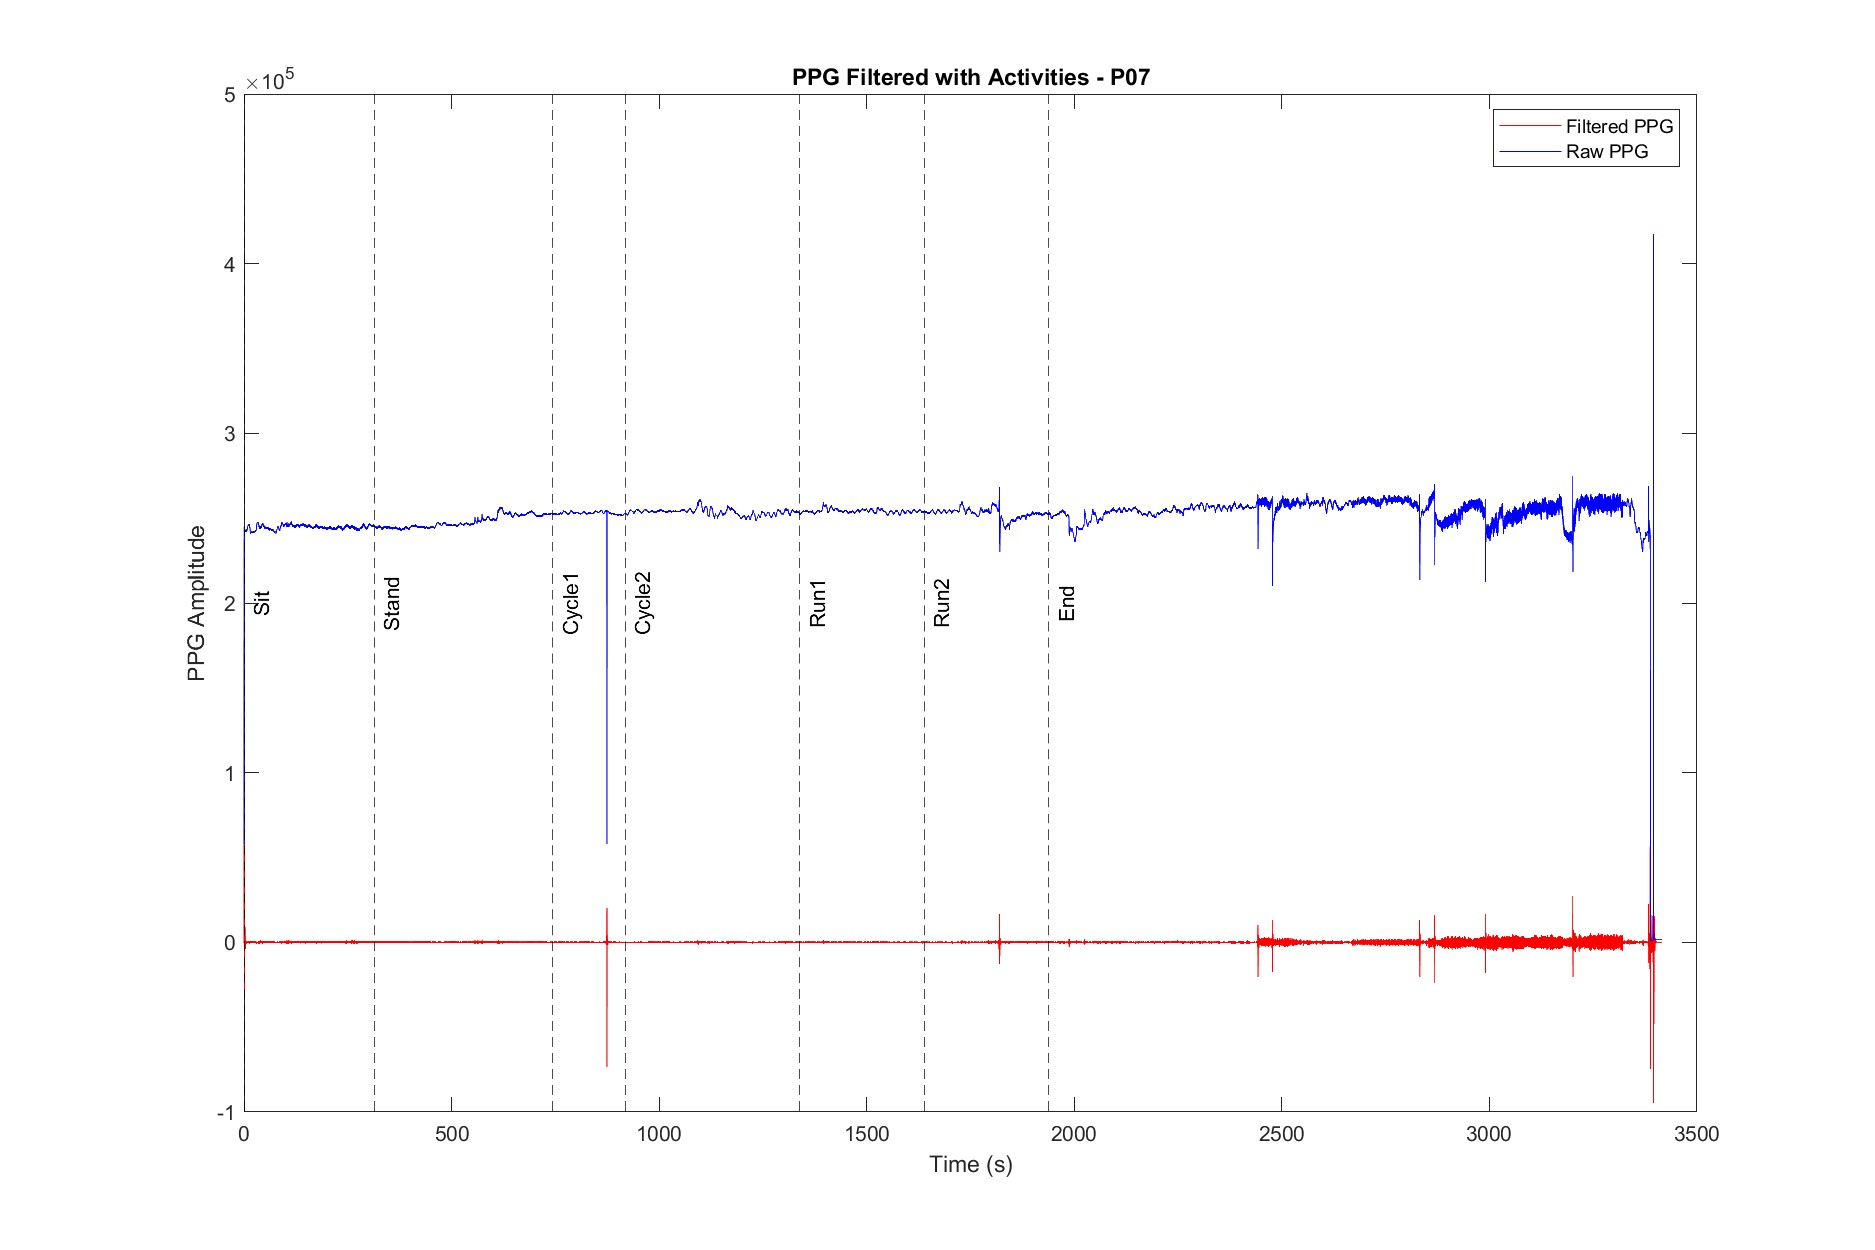 PPG Filtered with Activities - P07
×10^5
5
4
3
2
1
0
-1
PPG Amplitude
Filtered PPG
Raw PPG
Sit
Stand
Cycle1
Cycle2
Run1
Run2
End
0
500
1000
1500
2000
2500
3000
3500
Time (s)